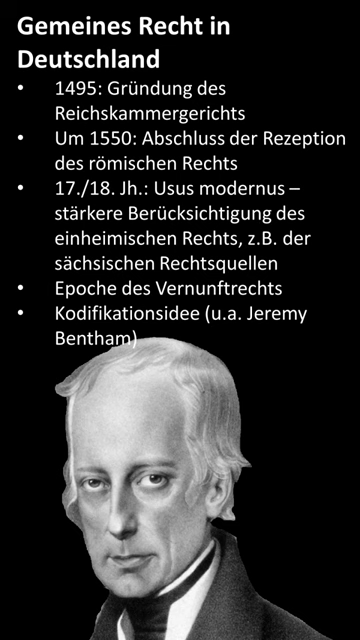 Gemeines Recht in
Deutschland
• 1495: Gründung des
Reichskammergerichts
• Um 1550: Abschluss der Rezeption
des römischen Rechts
• 17./18. Jh.: Usus modernus –
stärkere Berücksichtigung des
einheimischen Rechts, z.B. der
sächsischen Rechtsquellen
• Epoche des Vernunftrechts
• Kodifikationsidee (u.a. Jeremy
Bentham)